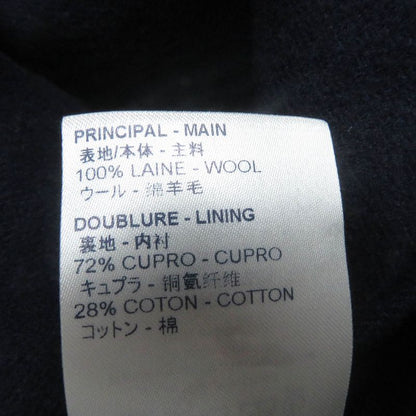 PRINCIPAL - MAIN
表地/本体 - 主料
100% LAINE - WOOL
ウール - 绵羊毛
DOUBLURE - LINING
裏地 - 内衬
72% CUPRO - CUPRO
キュプラ - 铜氨纤维
28% COTON - COTTON
コットン - 棉